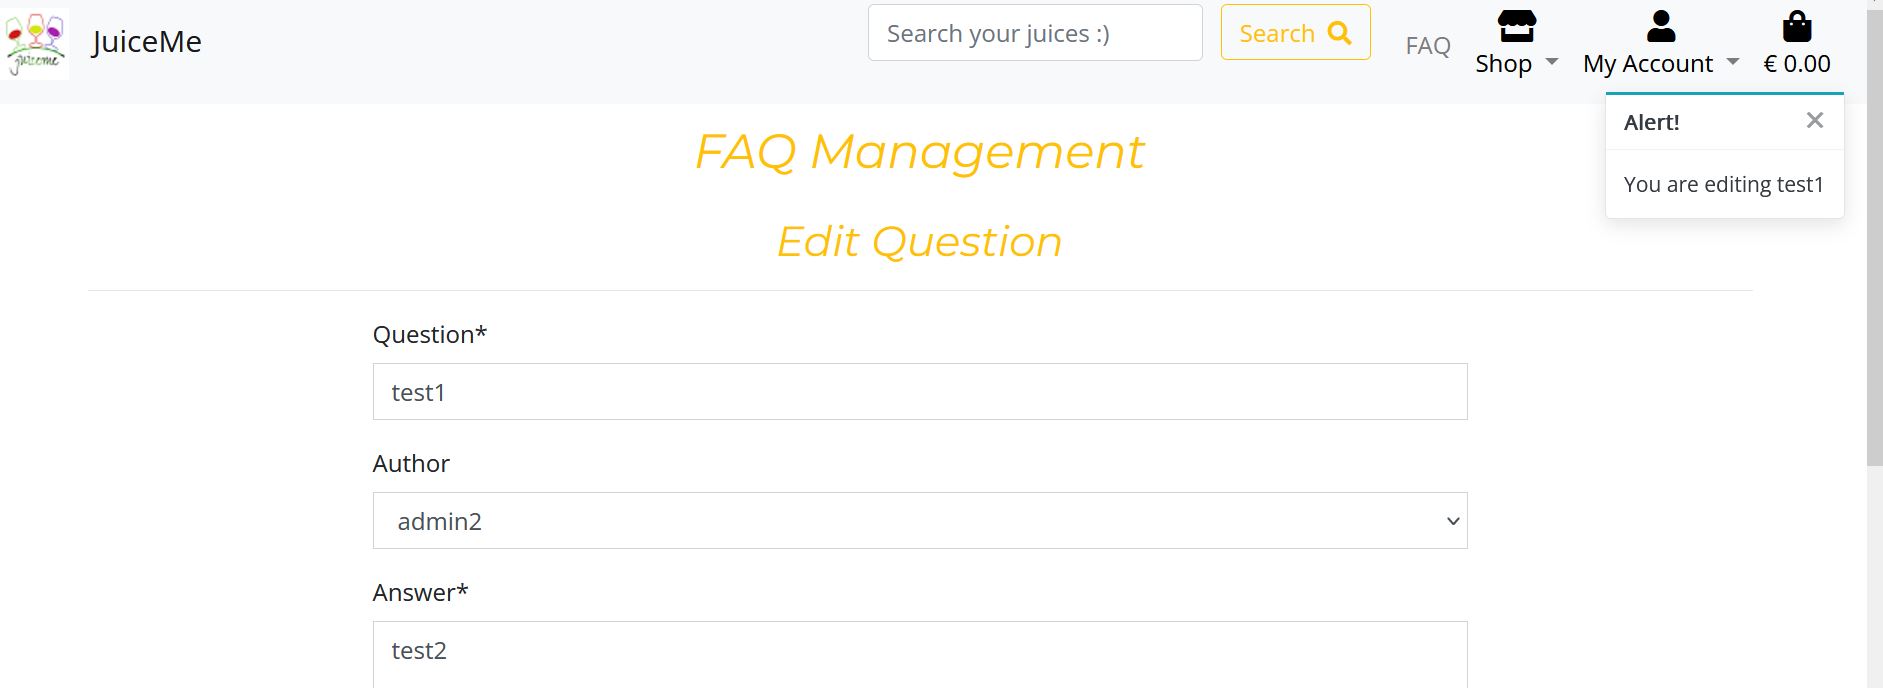 juiceme
JuiceMe
Search your juices :)
Search
FAQ
Shop
My Account
€ 0.00
Alert!
You are editing test1
FAQ Management
Edit Question
Question*
test1
Author
admin2
Answer*
test2